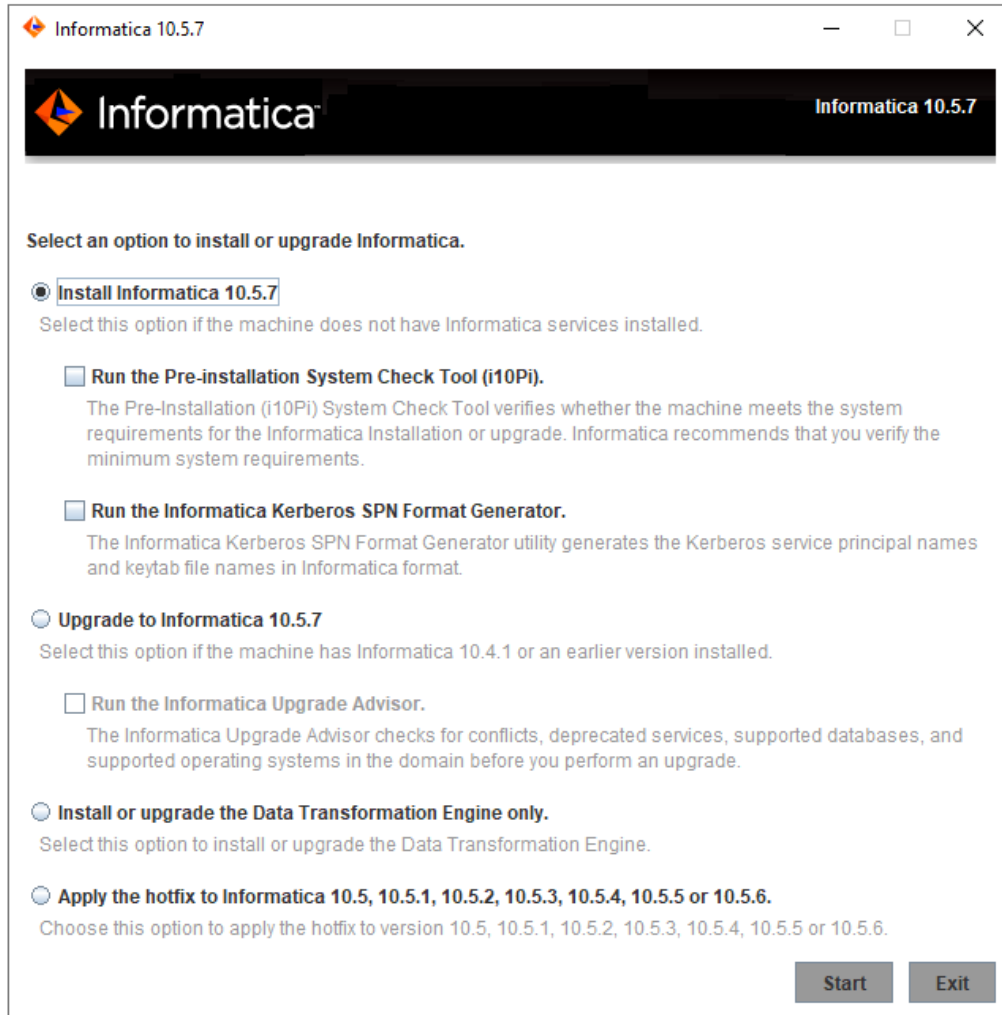 Informatica 10.5.7
Informatica
Informatica 10.5.7
Select an option to install or upgrade Informatica.
Install Informatica 10.5.7
Select this option if the machine does not have Informatica services installed.
Run the Pre-installation System Check Tool (i10Pi).
The Pre-Installation (i10Pi) System Check Tool verifies whether the machine meets the system
requirements for the Informatica Installation or upgrade. Informatica recommends that you verify the
minimum system requirements.
Run the Informatica Kerberos SPN Format Generator.
The Informatica Kerberos SPN Format Generator utility generates the Kerberos service principal names
and keytab file names in Informatica format.
Upgrade to Informatica 10.5.7
Select this option if the machine has Informatica 10.4.1 or an earlier version installed.
Run the Informatica Upgrade Advisor.
The Informatica Upgrade Advisor checks for conflicts, deprecated services, supported databases, and
supported operating systems in the domain before you perform an upgrade.
Install or upgrade the Data Transformation Engine only.
Select this option to install or upgrade the Data Transformation Engine.
Apply the hotfix to Informatica 10.5, 10.5.1, 10.5.2, 10.5.3, 10.5.4, 10.5.5 or 10.5.6.
Choose this option to apply the hotfix to version 10.5, 10.5.1, 10.5.2, 10.5.3, 10.5.4, 10.5.5 or 10.5.6.
Start
Exit